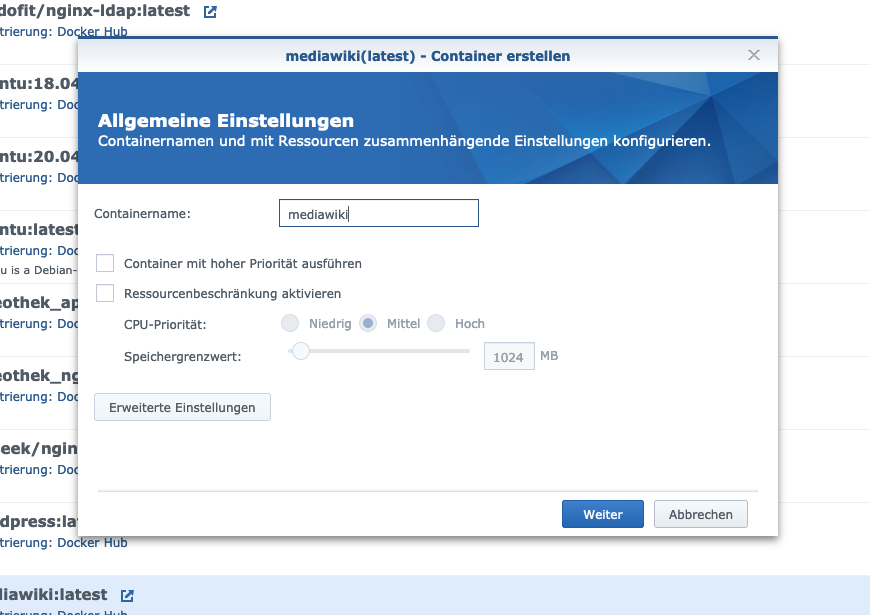 dofit/nginx-ldap:latest
trierung: Docker Hub
mediawiki(latest) - Container erstellen
ntu:18.04
trierung: Doc
Allgemeine Einstellungen
Containernamen und mit Ressourcen zusammenhängende Einstellungen konfigurieren.
ntu:20.04
trierung: Doc
Containername:
mediawiki
ntu:latest
trierung: Doc
u is a Debian-
Container mit hoher Priorität ausführen
Ressourcenbeschränkung aktivieren
eothek_ap
trierung: Doc
CPU-Priorität:
Niedrig
Mittel
Hoch
Speichergrenzwert:
1024
MB
eothek_ng
trierung: Doc
Erweiterte Einstellungen
eek/ngin
trierung: Doc
Weiter
Abbrechen
dpress:la
trierung: Docker Hub
diawiki:latest
trierung: Docker Hub